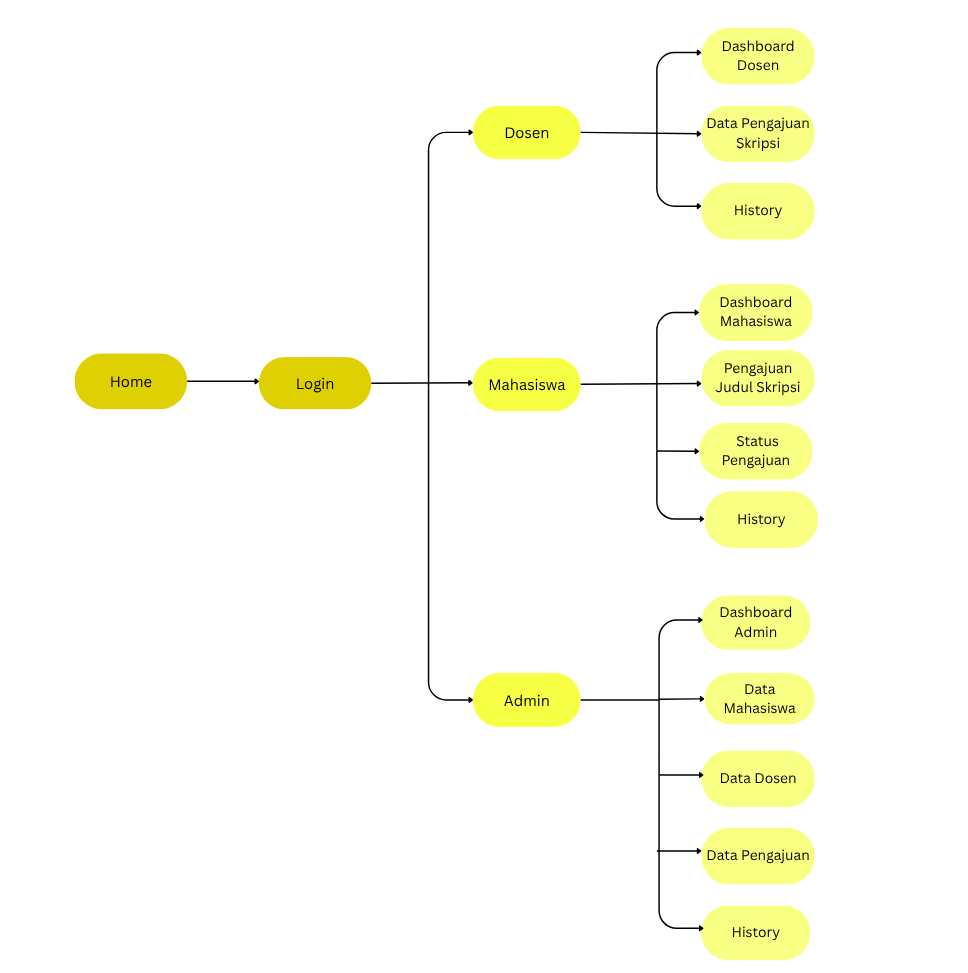 Home
Login
Dosen
Dashboard
Dosen
Data Pengajuan
Skripsi
History
Mahasiswa
Dashboard
Mahasiswa
Pengajuan
Judul Skripsi
Status
Pengajuan
History
Admin
Dashboard
Admin
Data
Mahasiswa
Data Dosen
Data Pengajuan
History